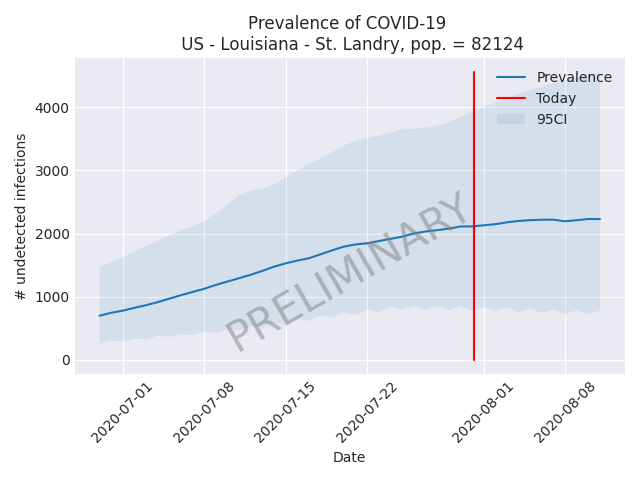 Prevalence of COVID-19
US - Louisiana - St. Landry, pop. = 82124
Prevalence
Today
95CI
4000
3000
2000
1000
0
# undetected infections
PRELIMINARY
2020-07-01
2020-07-08
2020-07-15
2020-07-22
2020-08-01
2020-08-08
Date